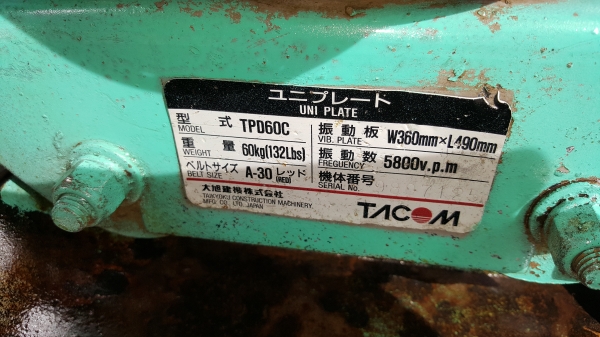 ユニプレート
UNI PLATE
型式 TPD60C
MODEL
重量 60kg(132Lbs)
WEIGHT
ベルトサイズ A-30 レッド
BELT SIZE (RED)
振動板 W360mm×L490mm
VIB. PLATE
振動数 5800v.p.m
FREQUENCY
機体番号
SERIAL No.
大旭建機株式会社
TAIKYOKU CONSTRUCTION MACHINERY
MFG. CO., LTD. JAPAN
TACOM